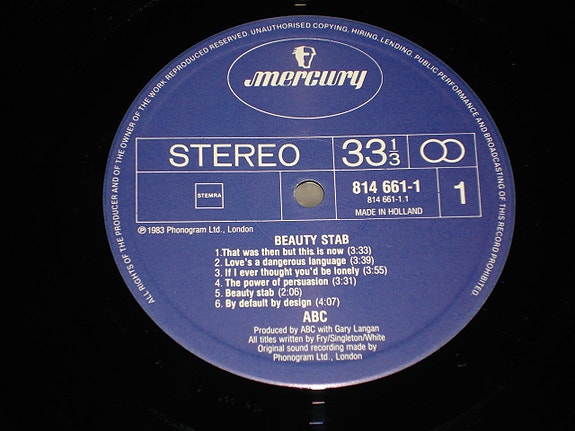 ALL RIGHTS OF THE PRODUCER AND OF THE OWNER OF THE WORK REPRODUCED RESERVED. UNAUTHORISED COPYING, HIRING, LENDING, PUBLIC PERFORMANCE AND BROADCASTING OF THIS RECORD PROHIBITED.
mercury
STEREO
33 1/3
STEMRA
814 661-1
814 661-1.1
MADE IN HOLLAND
1
℗ 1983 Phonogram Ltd., London
BEAUTY STAB
1.That was then but this is now (3:33)
2. Love's a dangerous language (3:39)
3. If I ever thought you'd be lonely (3:55)
4. The power of persuasion (3:31)
5. Beauty stab (2:06)
6. By default by design (4:07)
ABC
Produced by ABC with Gary Langan
All titles written by Fry/Singleton/White
Original sound recording made by
Phonogram Ltd., London